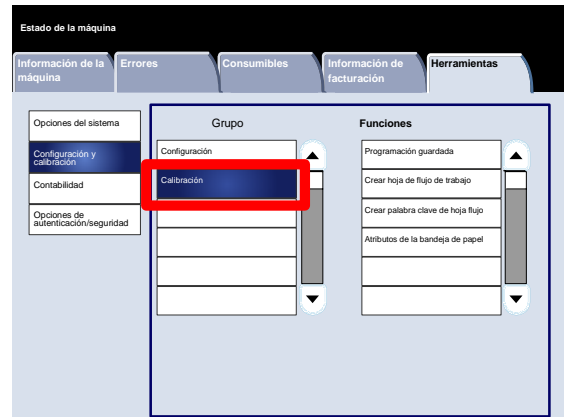 Estado de la máquina
Información de la
máquina
Errores
Consumibles
Información de
facturación
Herramientas
Opciones del sistema
Configuración y
calibración
Contabilidad
Opciones de
autenticación/seguridad
Grupo
Configuración
Calibración
Funciones
Programación guardada
Crear hoja de flujo de trabajo
Crear palabra clave de hoja flujo
Atributos de la bandeja de papel